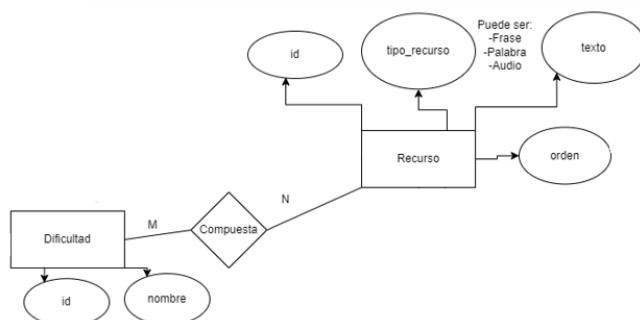 Puede ser:
-Frase
-Palabra
-Audio
id
tipo_recurso
texto
Recurso
orden
N
M
Compuesta
Dificultad
id
nombre